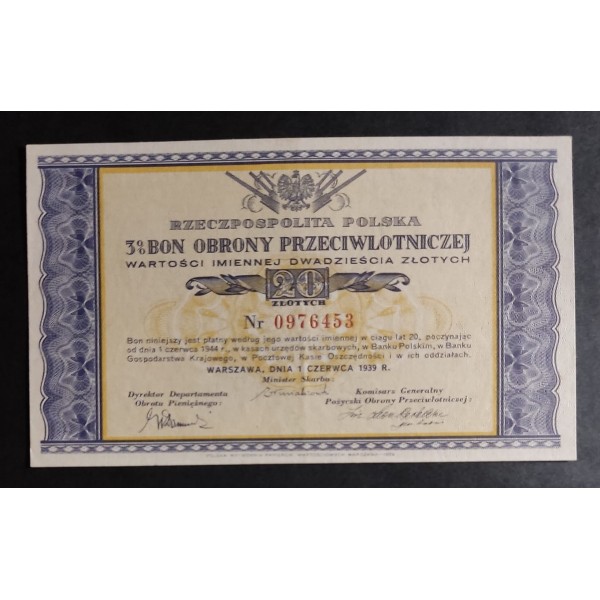 RZECZPOSPOLITA POLSKA
3% BON OBRONY PRZECIWLOTNICZEJ
WARTOŚCI IMIENNEJ DWADZIEŚCIA ZŁOTYCH
20
ZŁOTYCH
Nr 0976453
Bon niniejszy jest płatny według jego wartości imiennej w ciągu lat 20, począwszy
od dnia 1 czerwca 1944 r., w kasach urzędów skarbowych, w Banku Polskim, w Banku
Gospodarstwa Krajowego, w Pocztowej Kasie Oszczędności i w ich oddziałach.
WARSZAWA, DNIA 1 CZERWCA 1939 R.
Minister Skarbu:
Dyrektor Departamentu
Obrotu Pieniężnego:
Komisarz Generalny
Pożyczki Obrony Przeciwlotniczej: